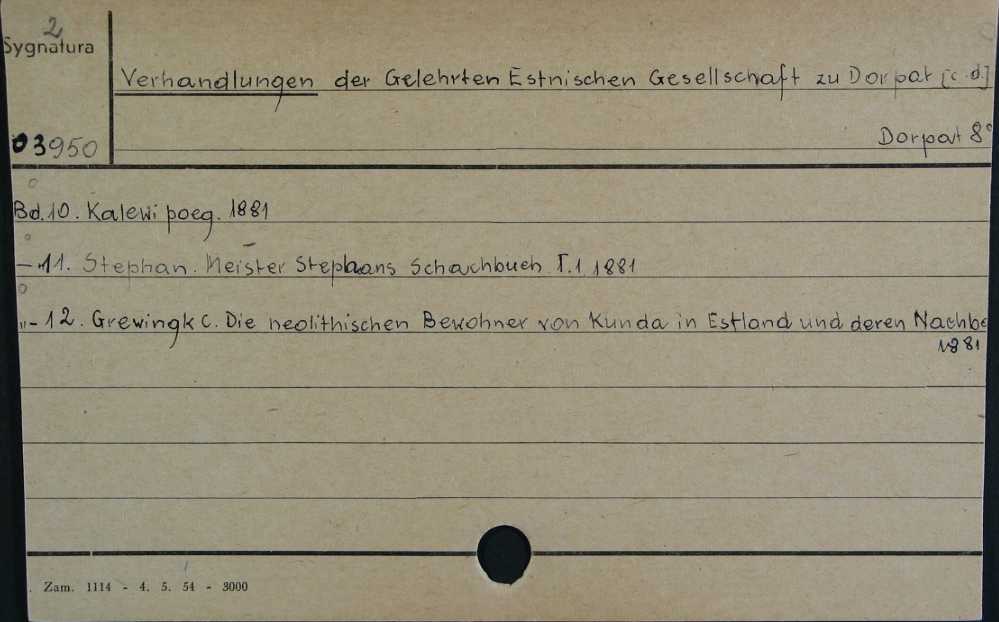 2
Sygnatura
Verhandlungen der Gelehrten Estnischen Gesellschaft zu Dorpat [c.d]
03950
Dorpat 8°
Bd.10. Kalewi poeg. 1881
–11. Stephan. Meister Stephans Schachbuch T.1 1881
"–12. Grewingk C. Die neolithischen Bewohner von Kunda in Estland und deren Nachbe
1881
Zam. 1114 - 4. 5. 54 - 3000